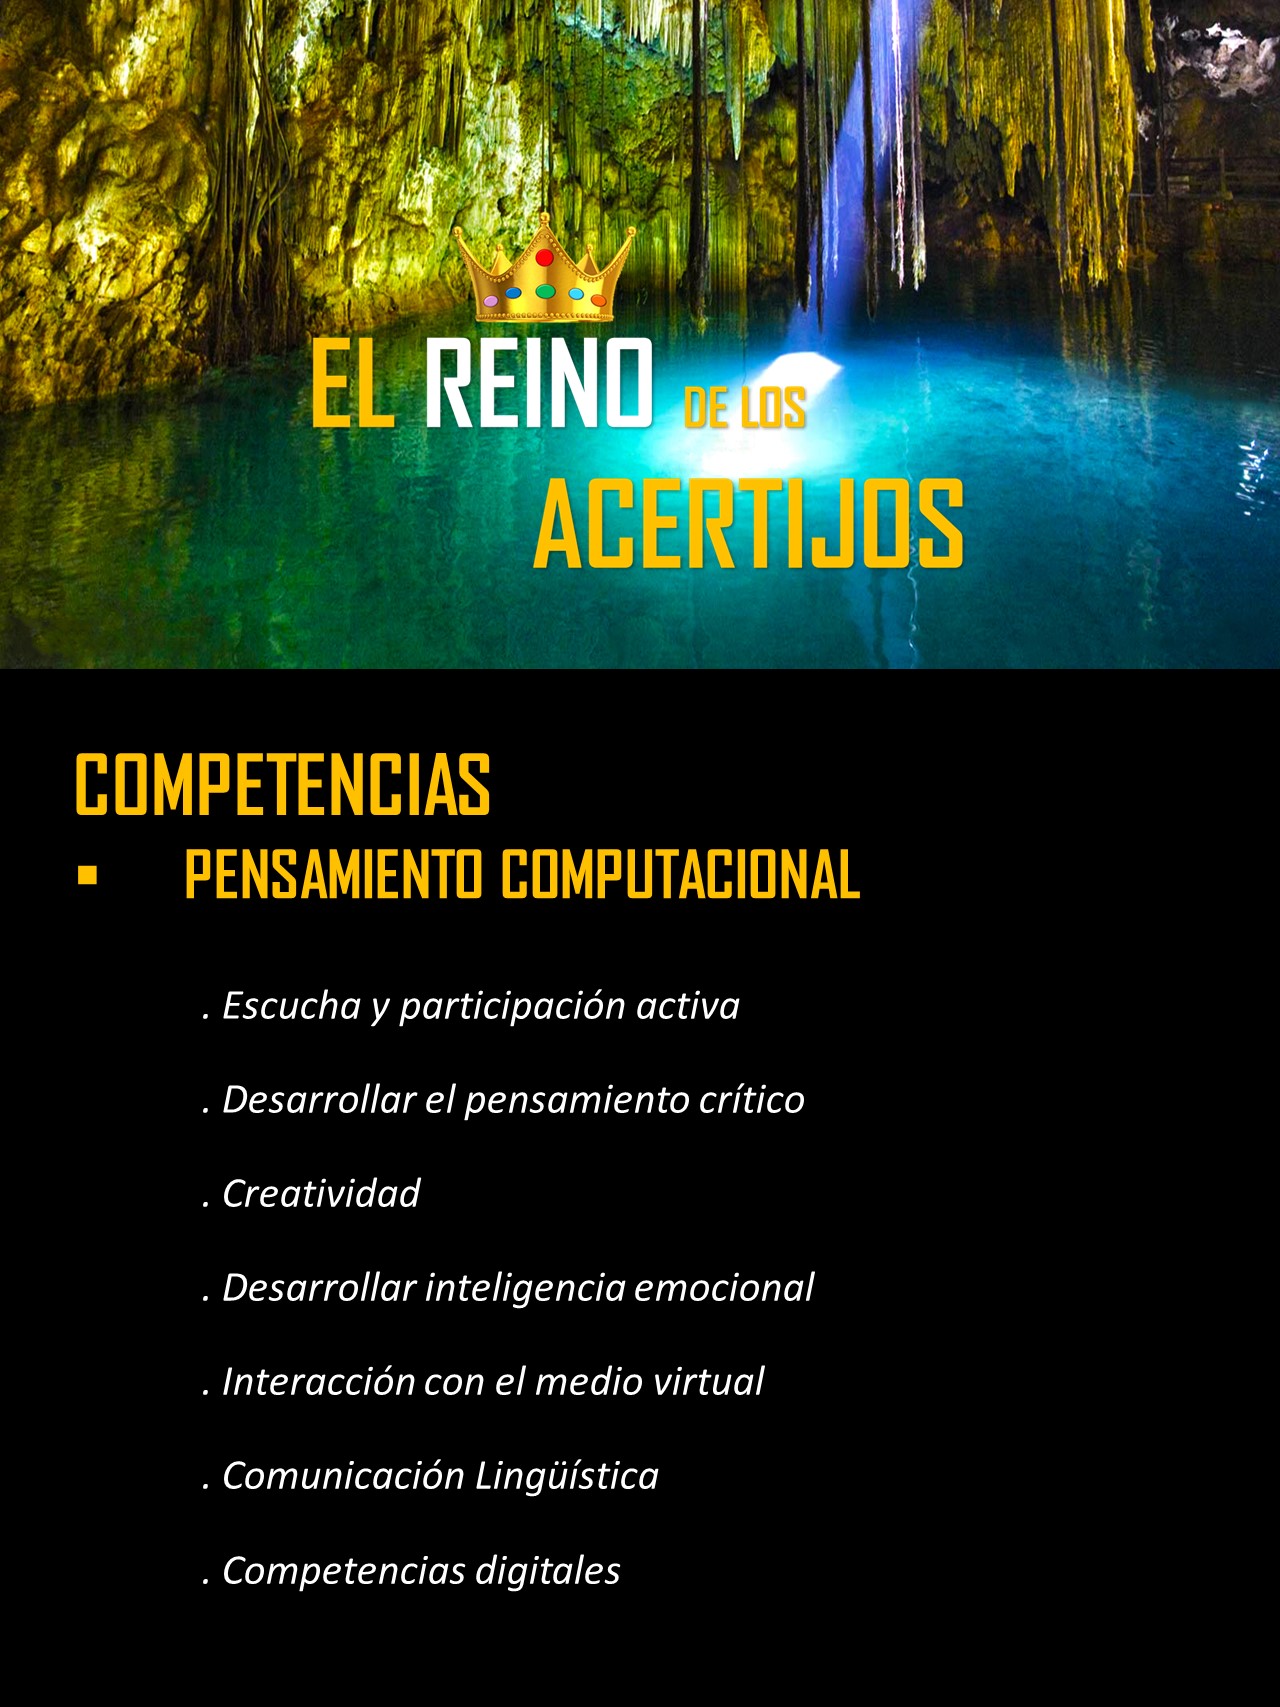 EL REINO DE LOS
ACERTIJOS
COMPETENCIAS
▪ PENSAMIENTO COMPUTACIONAL
. Escucha y participación activa
. Desarrollar el pensamiento crítico
. Creatividad
. Desarrollar inteligencia emocional
. Interacción con el medio virtual
. Comunicación Lingüística
. Competencias digitales